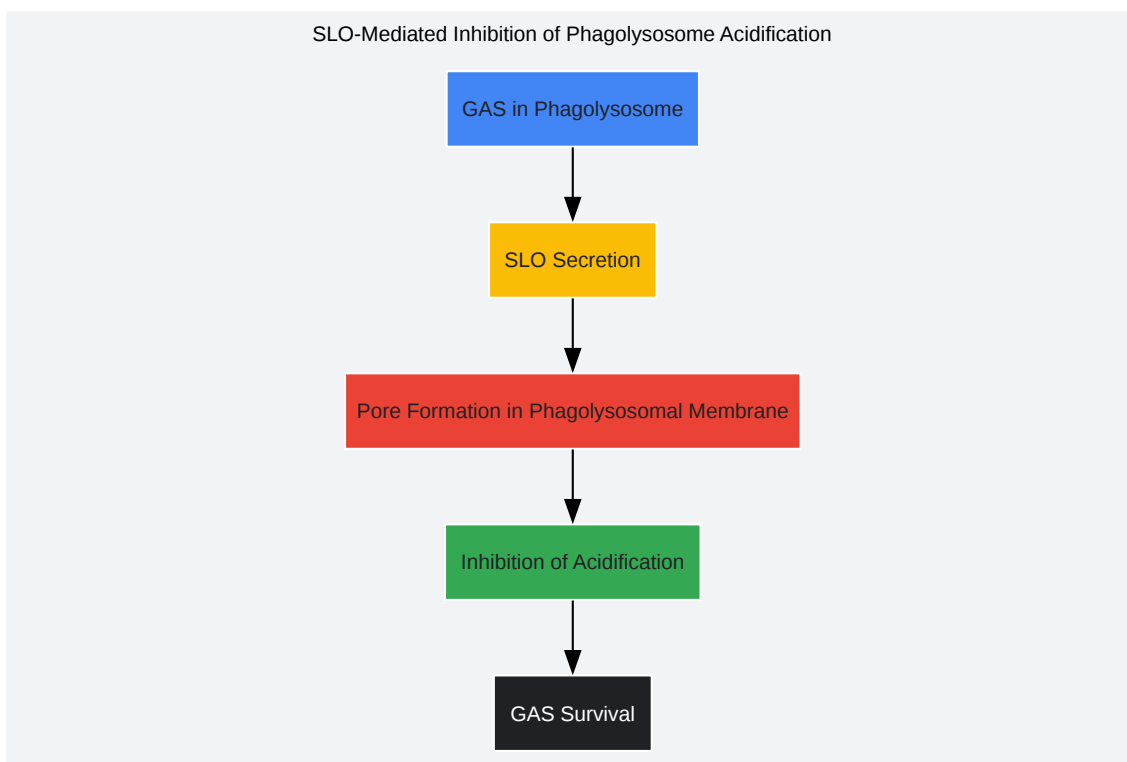 SLO-Mediated Inhibition of Phagolysosome Acidification
GAS in Phagolysosome
SLO Secretion
Pore Formation in Phagolysosomal Membrane
Inhibition of Acidification
GAS Survival